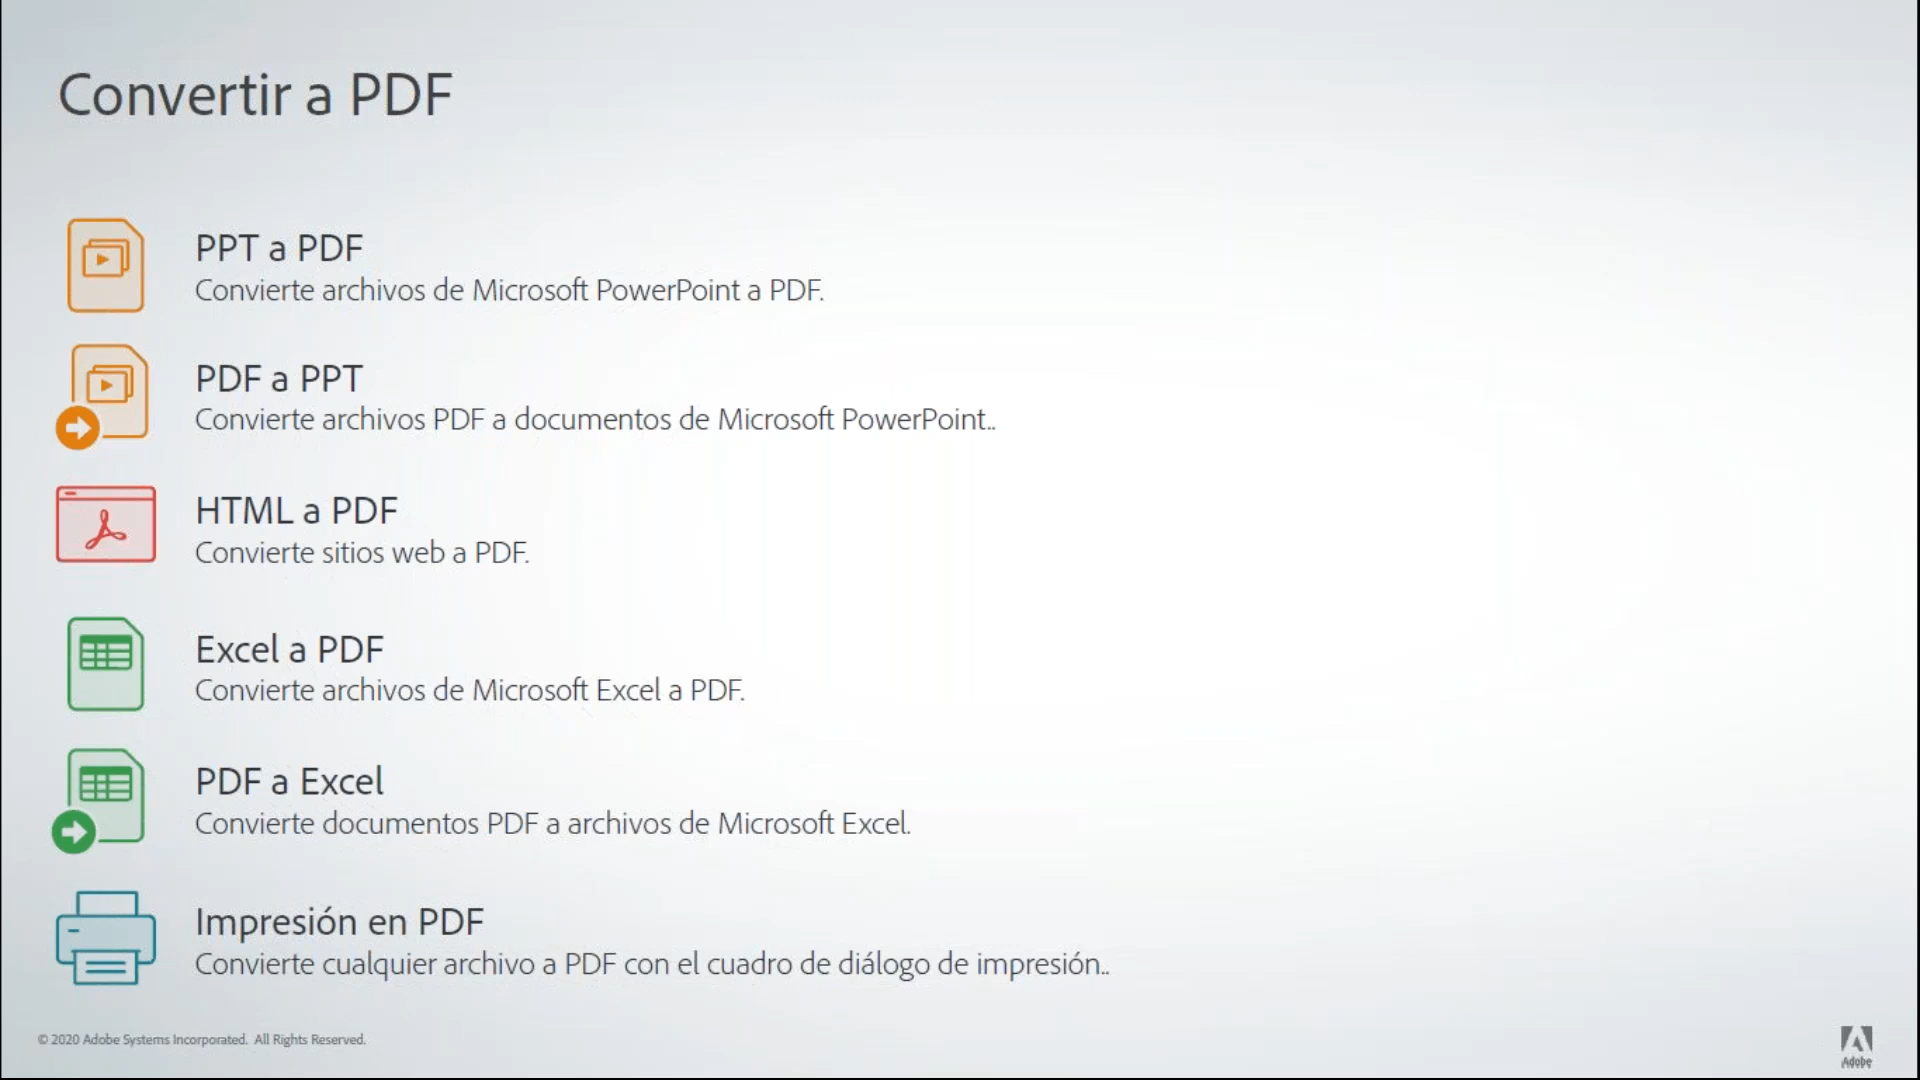 Convertir a PDF
PPT a PDF
Convierte archivos de Microsoft PowerPoint a PDF.
PDF a PPT
Convierte archivos PDF a documentos de Microsoft PowerPoint..
HTML a PDF
Convierte sitios web a PDF.
Excel a PDF
Convierte archivos de Microsoft Excel a PDF.
PDF a Excel
Convierte documentos PDF a archivos de Microsoft Excel.
Impresión en PDF
Convierte cualquier archivo a PDF con el cuadro de diálogo de impresión..
© 2020 Adobe Systems Incorporated. All Rights Reserved.
Adobe